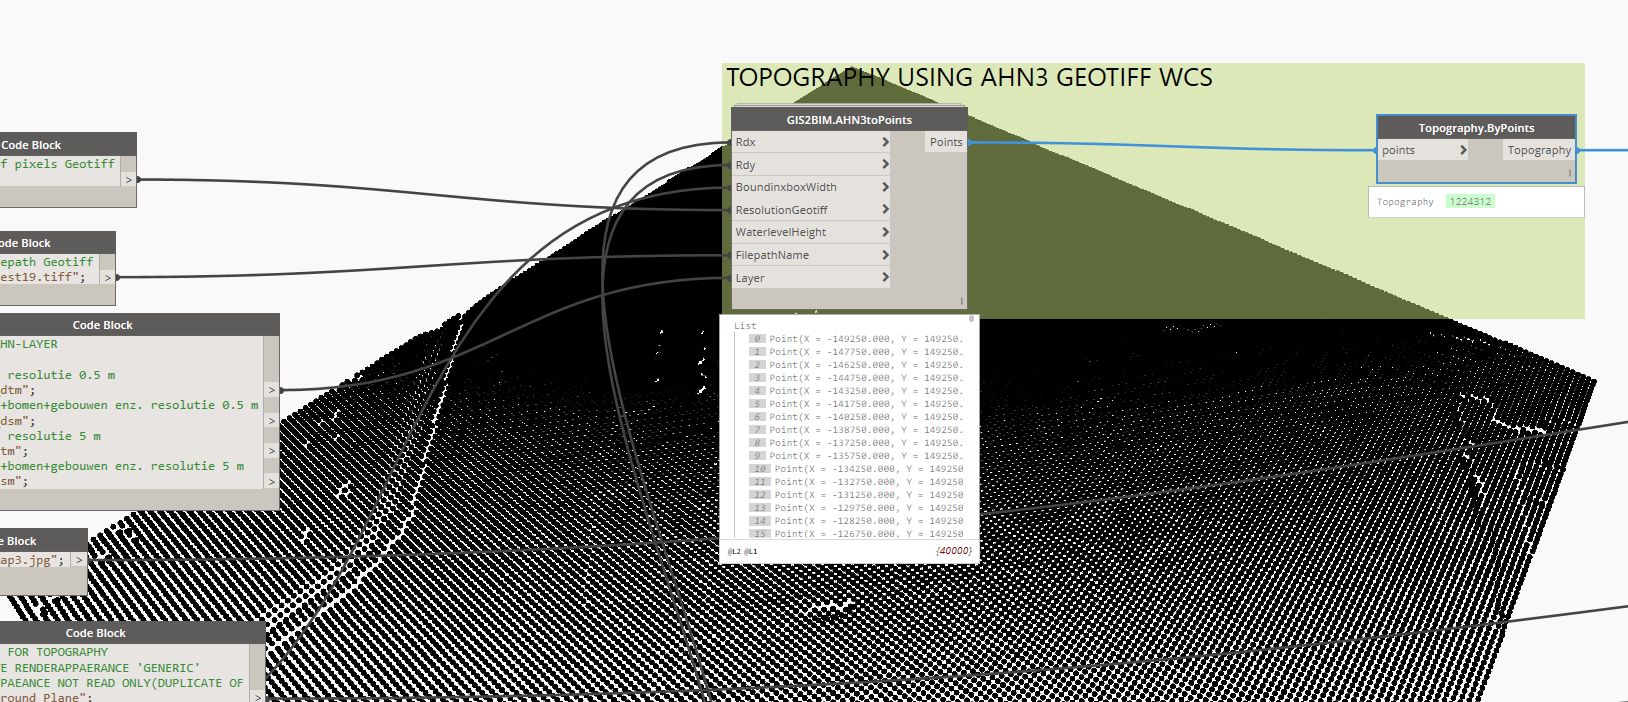 TOPOGRAPHY USING AHN3 GEOTIFF WCS
GIS2BIM.AHN3toPoints
Rdx >
Rdy >
BoundinxboxWidth >
ResolutionGeotiff >
WaterlevelHeight >
FilepathName >
Layer >
Points
l
Topography.ByPoints
points >
Topography
l
Topography 1224312
Code Block
f pixels Geotiff
>
ode Block
epath Geotiff
est19.tiff"; >
Code Block
HN-LAYER
resolutie 0.5 m
dtm"; >
+bomen+gebouwen enz. resolutie 0.5 m
dsm"; >
resolutie 5 m
tm"; >
+bomen+gebouwen enz. resolutie 5 m
sm"; >
e Block
ap3.jpg"; >
Code Block
FOR TOPOGRAPHY
E RENDERAPPAERANCE 'GENERIC'
PAEANCE NOT READ ONLY(DUPLICATE OF
round Plane"; >
List
0 Point(X = -149250.000, Y = 149250.
1 Point(X = -147750.000, Y = 149250.
2 Point(X = -146250.000, Y = 149250.
3 Point(X = -144750.000, Y = 149250.
4 Point(X = -143250.000, Y = 149250.
5 Point(X = -141750.000, Y = 149250.
6 Point(X = -140250.000, Y = 149250.
7 Point(X = -138750.000, Y = 149250.
8 Point(X = -137250.000, Y = 149250.
9 Point(X = -135750.000, Y = 149250.
10 Point(X = -134250.000, Y = 149250
11 Point(X = -132750.000, Y = 149250
12 Point(X = -131250.000, Y = 149250
13 Point(X = -129750.000, Y = 149250
14 Point(X = -128250.000, Y = 149250
15 Point(X = -126750.000, Y = 149250
@L2 @L1 {40000}